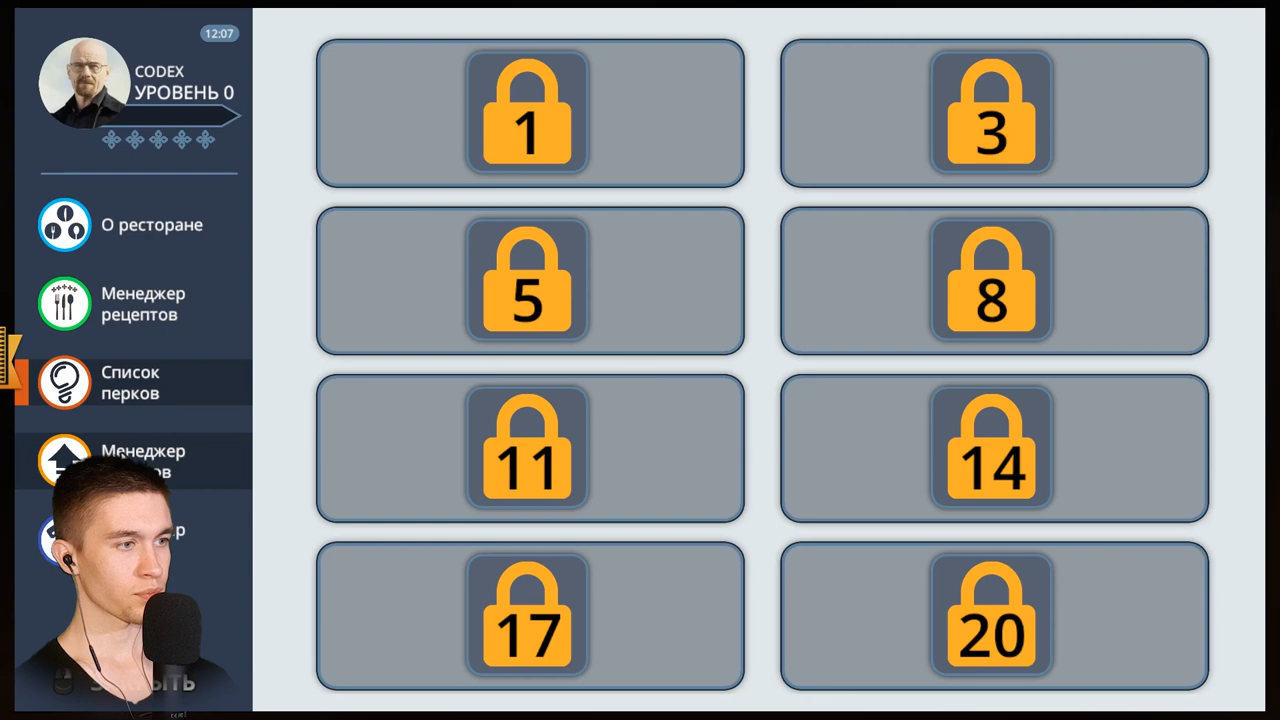 12:07
CODEX
УРОВЕНЬ 0
О ресторане
Менеджер
рецептов
Список
перков
Менеджер
1
3
5
8
11
14
17
20